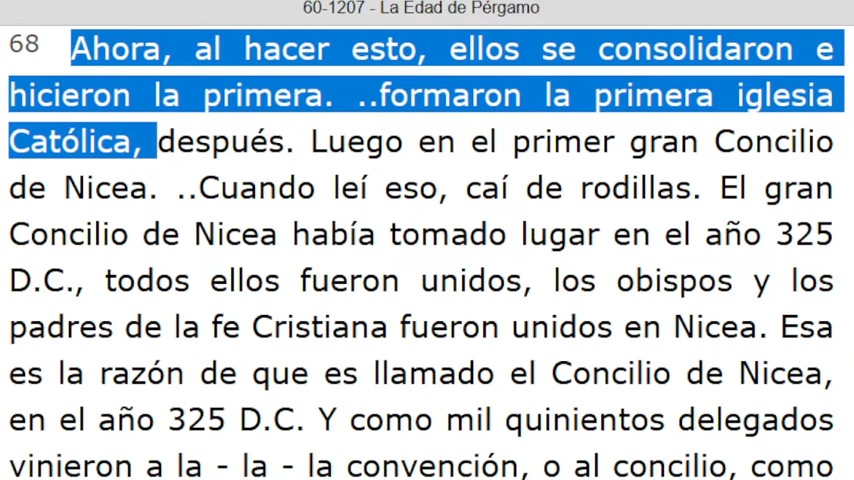 60-1207 - La Edad de Pérgamo
68 Ahora, al hacer esto, ellos se consolidaron e
hicieron la primera. ..formaron la primera iglesia
Católica, después. Luego en el primer gran Concilio
de Nicea. ..Cuando leí eso, caí de rodillas. El gran
Concilio de Nicea había tomado lugar en el año 325
D.C., todos ellos fueron unidos, los obispos y los
padres de la fe Cristiana fueron unidos en Nicea. Esa
es la razón de que es llamado el Concilio de Nicea,
en el año 325 D.C. Y como mil quinientos delegados
vinieron a la - la - la convención, o al concilio, como